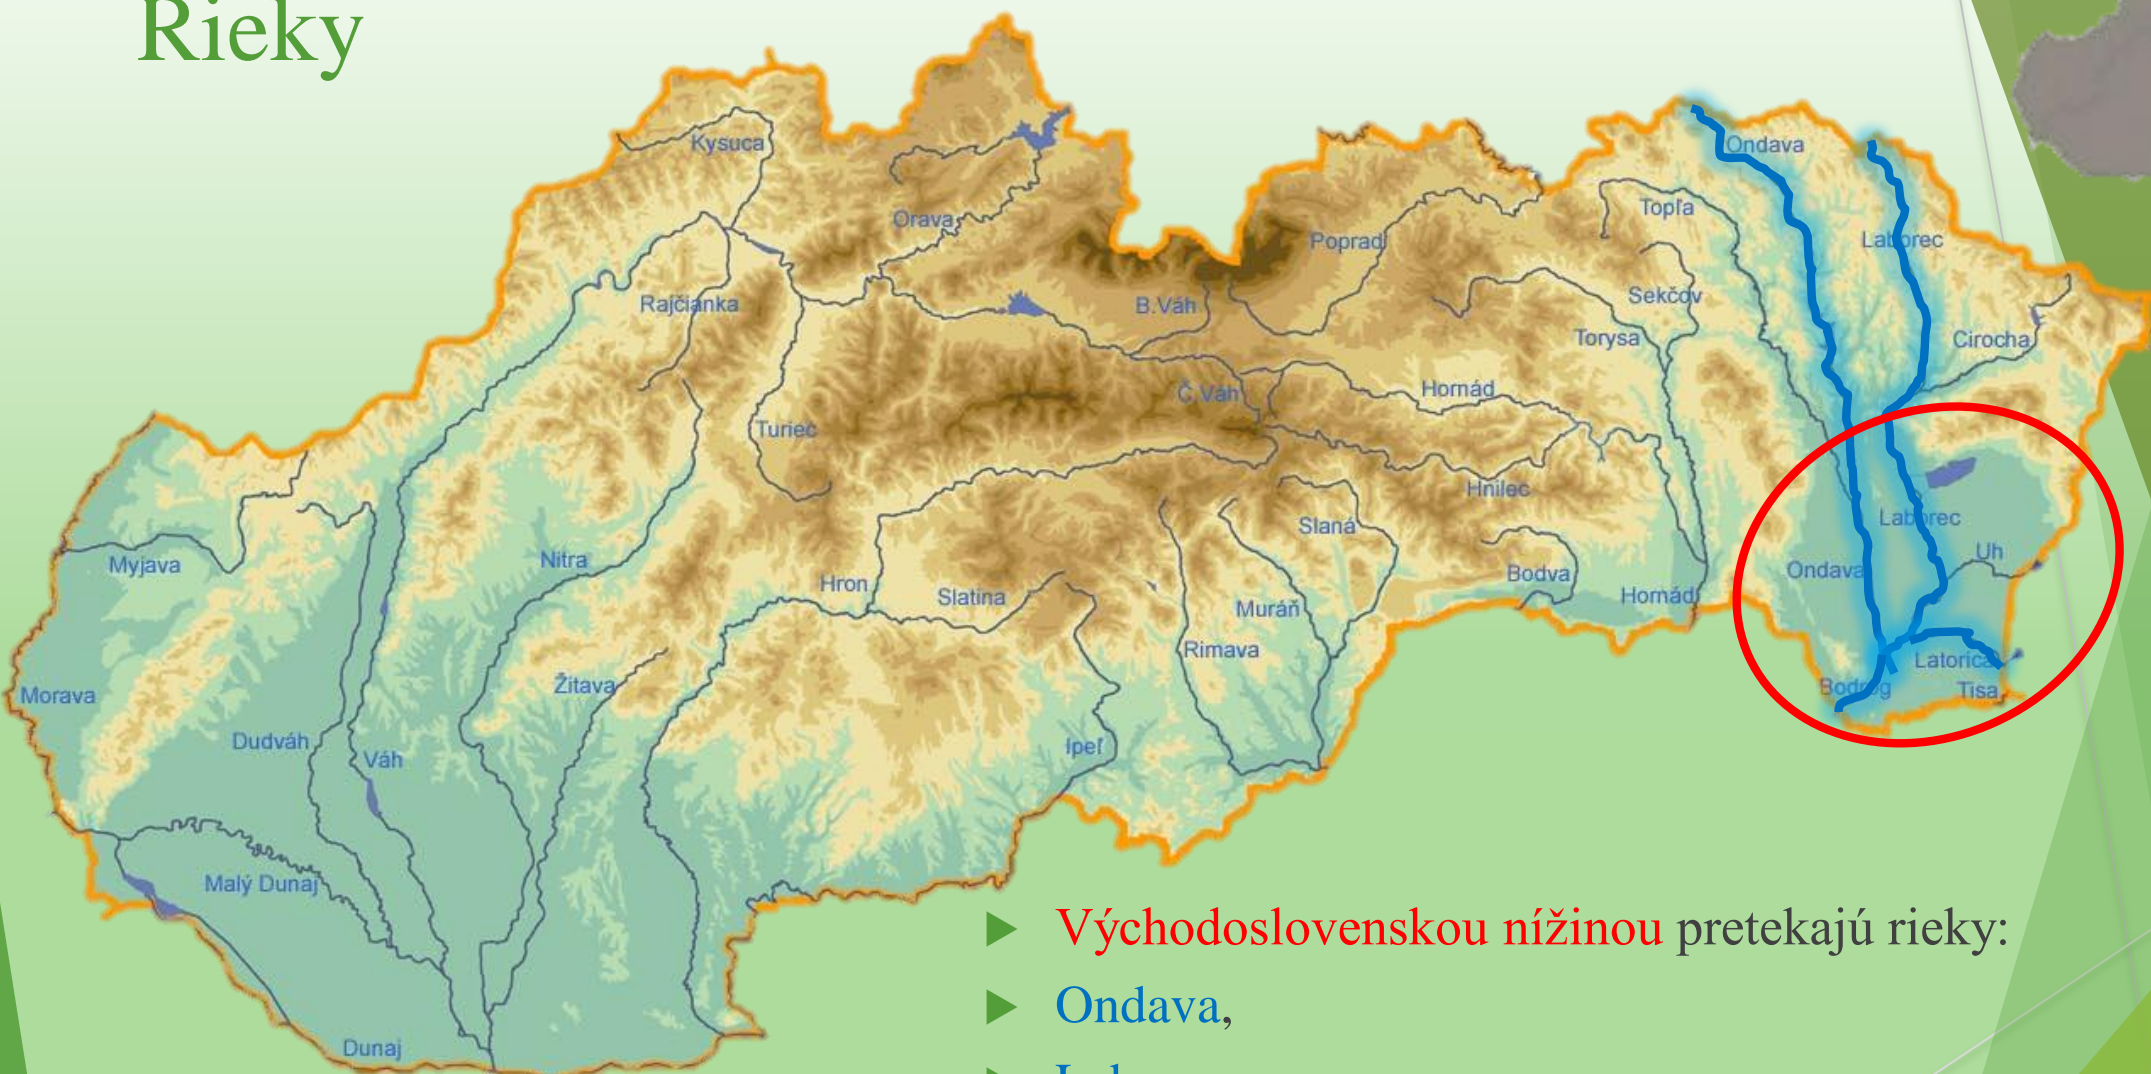 Rieky
Kysuca
Ondava
Orava
Topľa
Poprad
Laborec
Rajčianka
B.Váh
Sekčov
Torysa
Cirocha
Č.Váh
Hornád
Turiec
Hnilec
Laborec
Slaná
Uh
Myjava
Nitra
Hron
Slatina
Bodva
Ondava
Hornád
Muráň
Rimava
Latorica
Žitava
Morava
Bodrog
Tisa
Dudváh
Váh
Ipeľ
Malý Dunaj
Dunaj
Východoslovenskou nížinou pretekajú rieky:
Ondava,